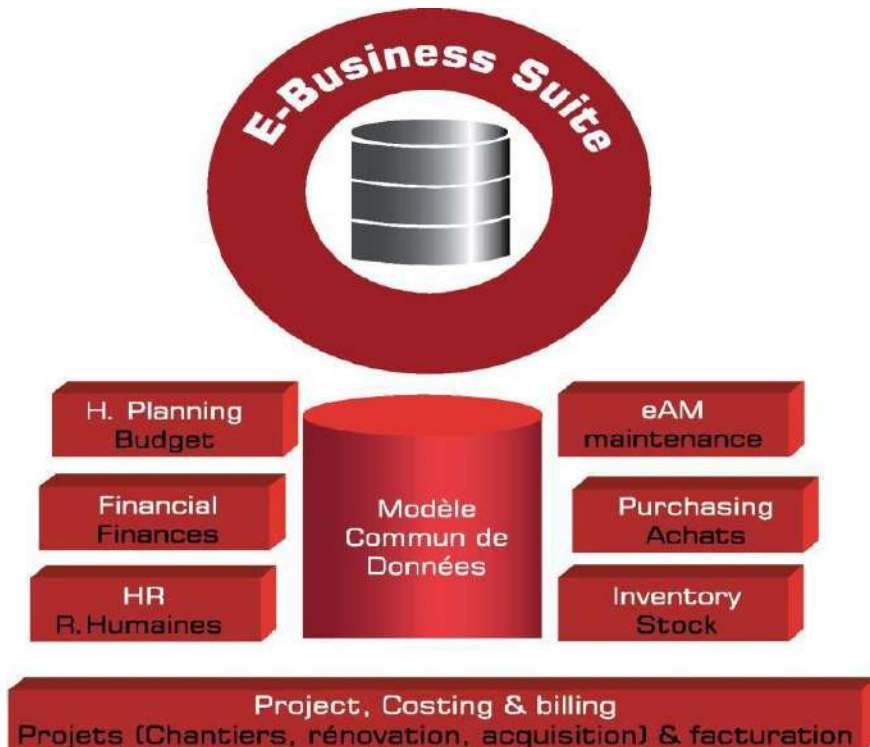 E-Business Suite
H. Planning
Budget
eAM
maintenance
Financial
Finances
Modèle
Commun de
Données
Purchasing
Achats
HR
R.Humaines
Inventory
Stock
Project, Costing & billing
Projets (Chantiers, rénovation, acquisition) & facturation